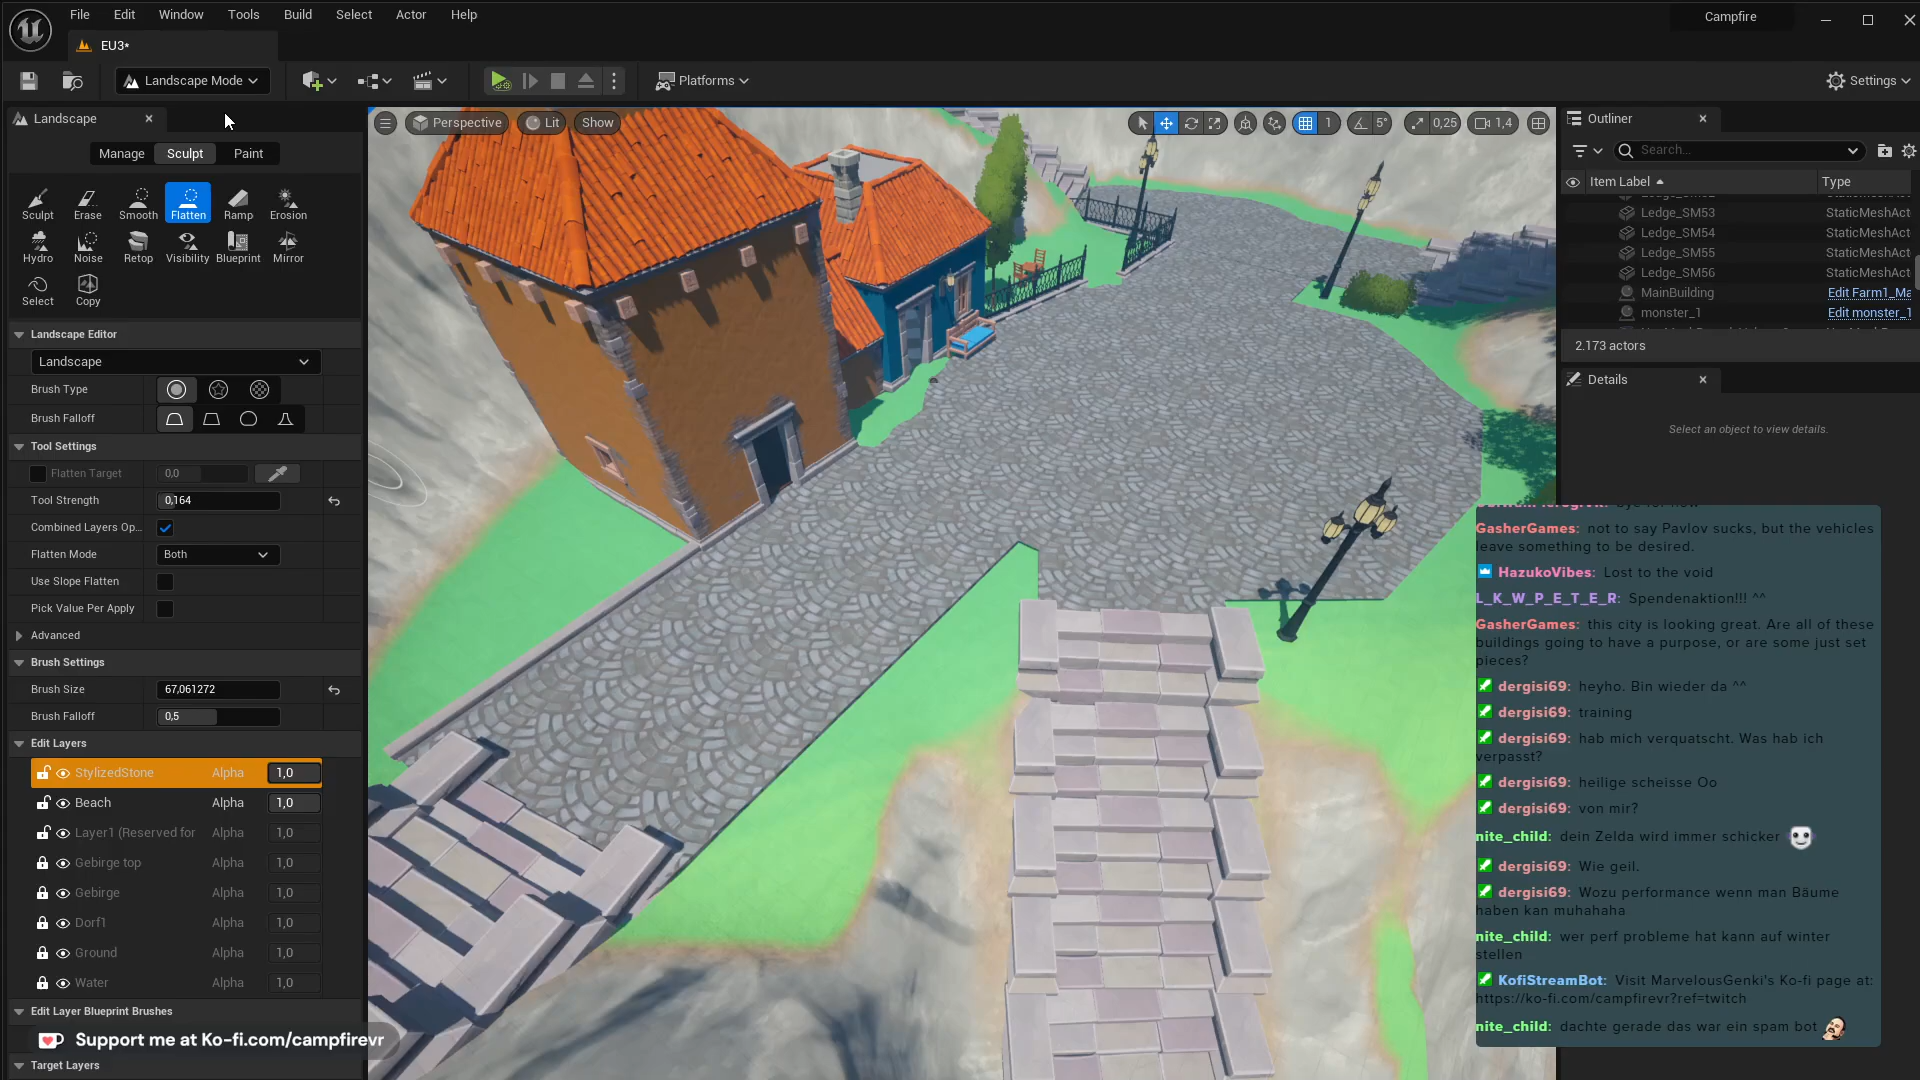 File Edit Window Tools Build Select Actor Help
Campfire
EU3*
Landscape Mode
Platforms
Settings
Landscape
Manage Sculpt Paint
Sculpt Erase Smooth Flatten Ramp Erosion
Hydro Noise Retop Visibility Blueprint Mirror
Select Copy
Landscape Editor
Landscape
Brush Type
Brush Falloff
Tool Settings
Flatten Target 0,0
Tool Strength 0,164
Combined Layers Op...
Flatten Mode Both
Use Slope Flatten
Pick Value Per Apply
Advanced
Brush Settings
Brush Size 67,061272
Brush Falloff 0,5
Edit Layers
StylizedStone Alpha 1,0
Beach Alpha 1,0
Layer1 (Reserved for Alpha 1,0
Gebirge top Alpha 1,0
Gebirge Alpha 1,0
Dorf1 Alpha 1,0
Ground Alpha 1,0
Water Alpha 1,0
Edit Layer Blueprint Brushes
Support me at Ko-fi.com/campfirevr
Target Layers
Perspective Lit Show
1 5° 0,25 1,4
Outliner
Search...
Item Label Type
Ledge_SM53 StaticMeshAct
Ledge_SM54 StaticMeshAct
Ledge_SM55 StaticMeshAct
Ledge_SM56 StaticMeshAct
MainBuilding Edit Farm1_Ma
monster_1 Edit monster_1
2.173 actors
Details
Select an object to view details.
GasherGames: not to say Pavlov sucks, but the vehicles
leave something to be desired.
HazukoVibes: Lost to the void
L_K_W_P_E_T_E_R: Spendenaktion!!! ^^
GasherGames: this city is looking great. Are all of these
buildings going to have a purpose, or are some just set
pieces?
dergisi69: heyho. Bin wieder da ^^
dergisi69: training
dergisi69: hab mich verquatscht. Was hab ich
verpasst?
dergisi69: heilige scheisse Oo
dergisi69: von mir?
nite_child: dein Zelda wird immer schicker
dergisi69: Wie geil.
dergisi69: Wozu performance wenn man Bäume
haben kan muhahaha
nite_child: wer perf probleme hat kann auf winter
stellen
KofiStreamBot: Visit MarvelousGenki's Ko-fi page at:
https://ko-fi.com/campfirevr?ref=twitch
nite_child: dachte gerade das war ein spam bot